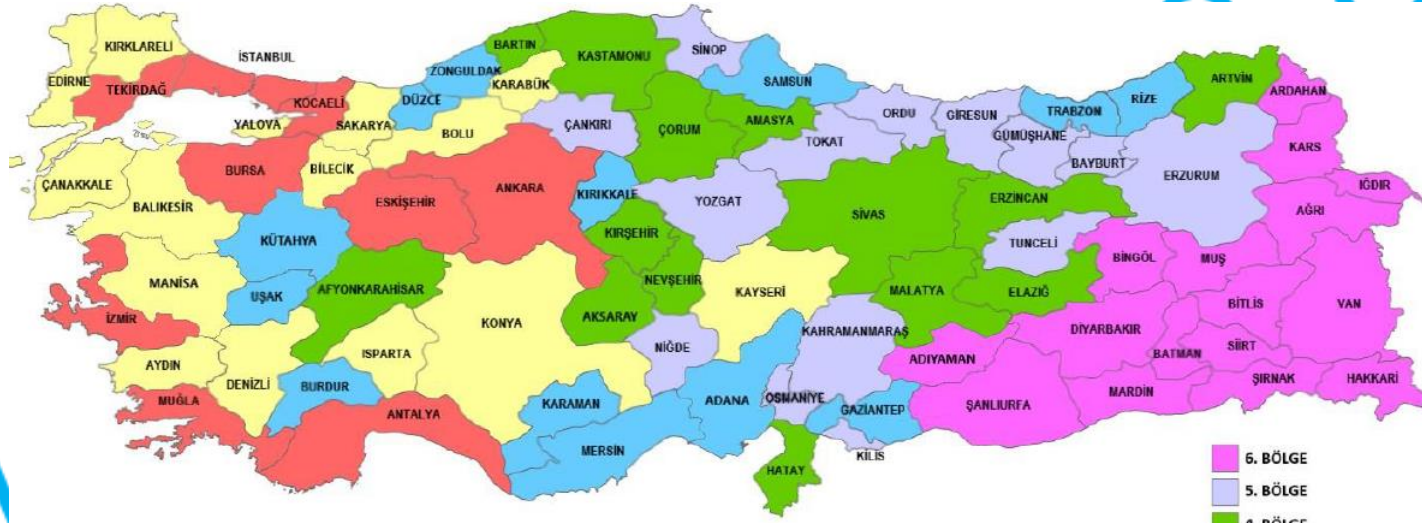 KIRKLARELİ
İSTANBUL
EDİRNE
TEKİRDAĞ
KOCAELİ
YALOVA
SAKARYA
DÜZCE
ZONGULDAK
BARTIN
KARABÜK
KASTAMONU
SİNOP
SAMSUN
BOLU
ÇANKIRI
ÇORUM
AMASYA
TOKAT
ORDU
GİRESUN
GÜMÜŞHANE
TRABZON
RİZE
ARTVİN
ARDAHAN
KARS
BAYBURT
ERZURUM
IĞDIR
AĞRI
ÇANAKKALE
BALIKESİR
BURSA
BİLECİK
ESKİŞEHİR
ANKARA
KIRIKKALE
YOZGAT
SİVAS
ERZİNCAN
TUNCELİ
BİNGÖL
MUŞ
KÜTAHYA
KIRŞEHİR
NEVŞEHİR
KAYSERİ
MALATYA
ELAZIĞ
BİTLİS
VAN
MANİSA
UŞAK
AFYONKARAHİSAR
İZMİR
KONYA
AKSARAY
NİĞDE
KAHRAMANMARAŞ
ADIYAMAN
DİYARBAKIR
BATMAN
SİİRT
AYDIN
DENİZLİ
ISPARTA
BURDUR
MUĞLA
ANTALYA
KARAMAN
MERSİN
ADANA
OSMANİYE
GAZİANTEP
KİLİS
HATAY
ŞANLIURFA
MARDİN
ŞIRNAK
HAKKARİ
6. BÖLGE
5. BÖLGE
4. BÖLGE